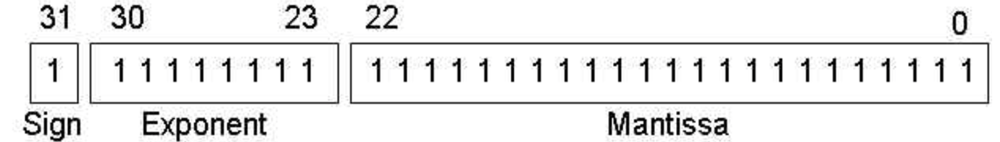 31 30 23 22 0
1 1 1 1 1 1 1 1 1 1 1 1 1 1 1 1 1 1 1 1 1 1 1 1 1 1 1 1 1 1 1 1
Sign Exponent Mantissa